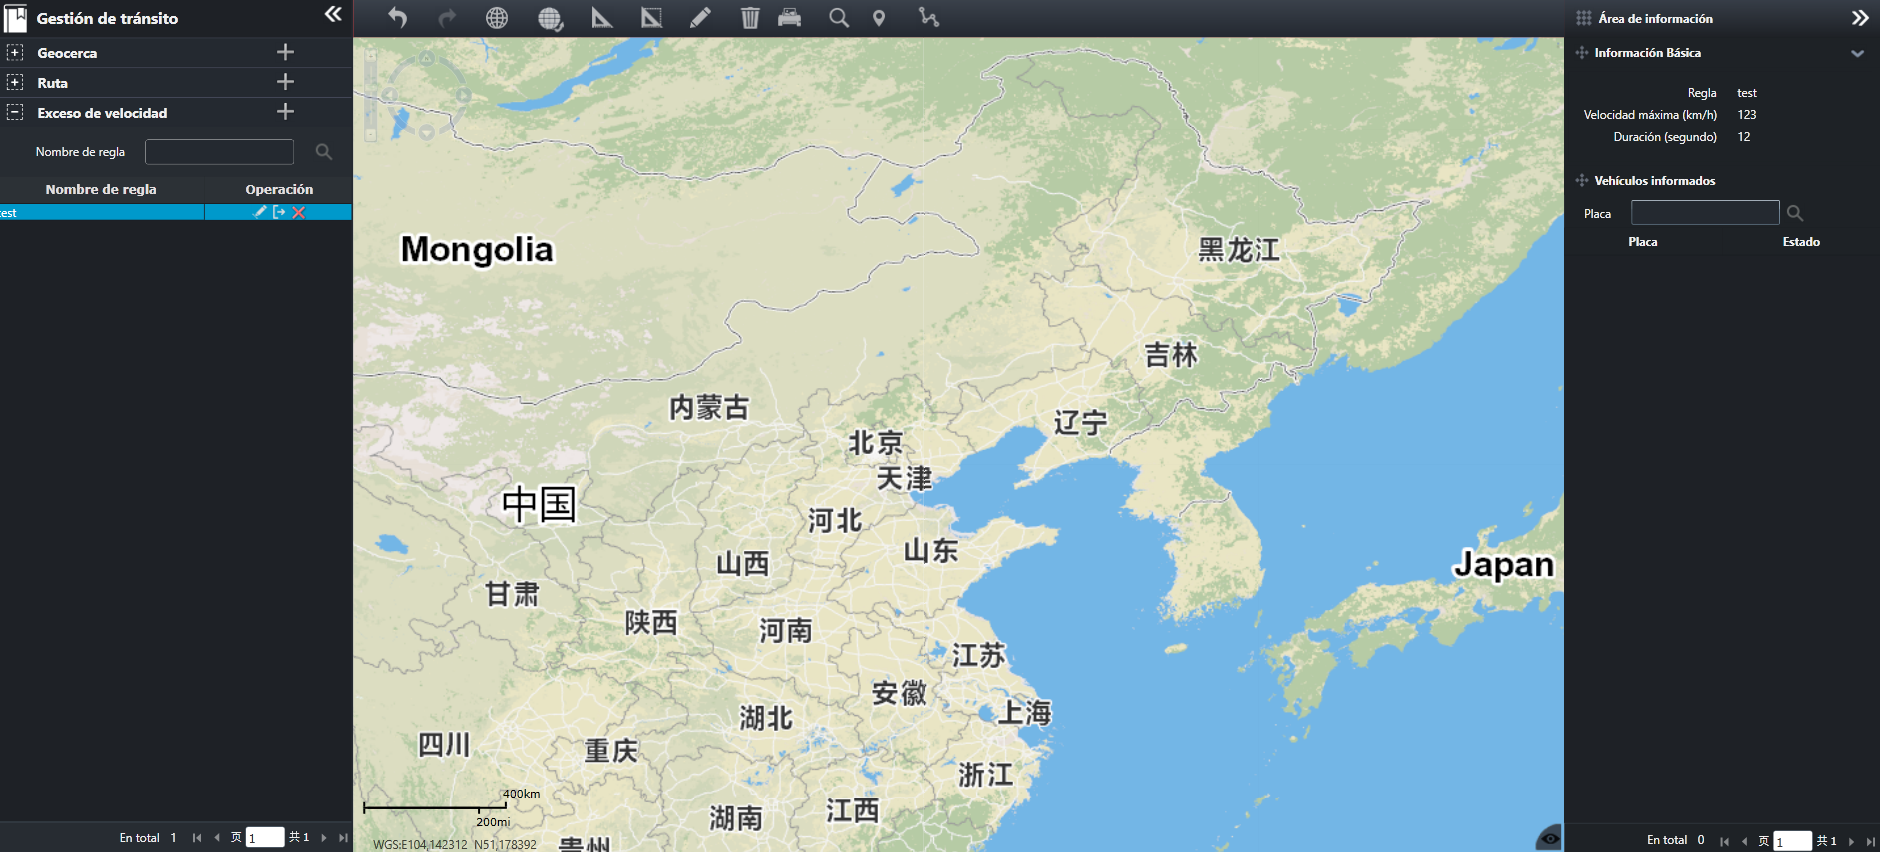 Gestión de tránsito
Geocerca
Ruta
Exceso de velocidad
Nombre de regla
Nombre de regla Operación
test
En total 1 页 1 共 1
Mongolia
黑龙江
吉林
内蒙古
辽宁
北京
天津
中国
河北
山东
山西
甘肃
陕西
河南
江苏
安徽
上海
湖北
四川
重庆
浙江
江西
湖南
贵州
Japan
400km
200mi
WGS:E104,142312 N51,178392
Área de información
Información Básica
Regla test
Velocidad máxima (km/h) 123
Duración (segundo) 12
Vehículos informados
Placa
Placa Estado
En total 0 页 1 共 1